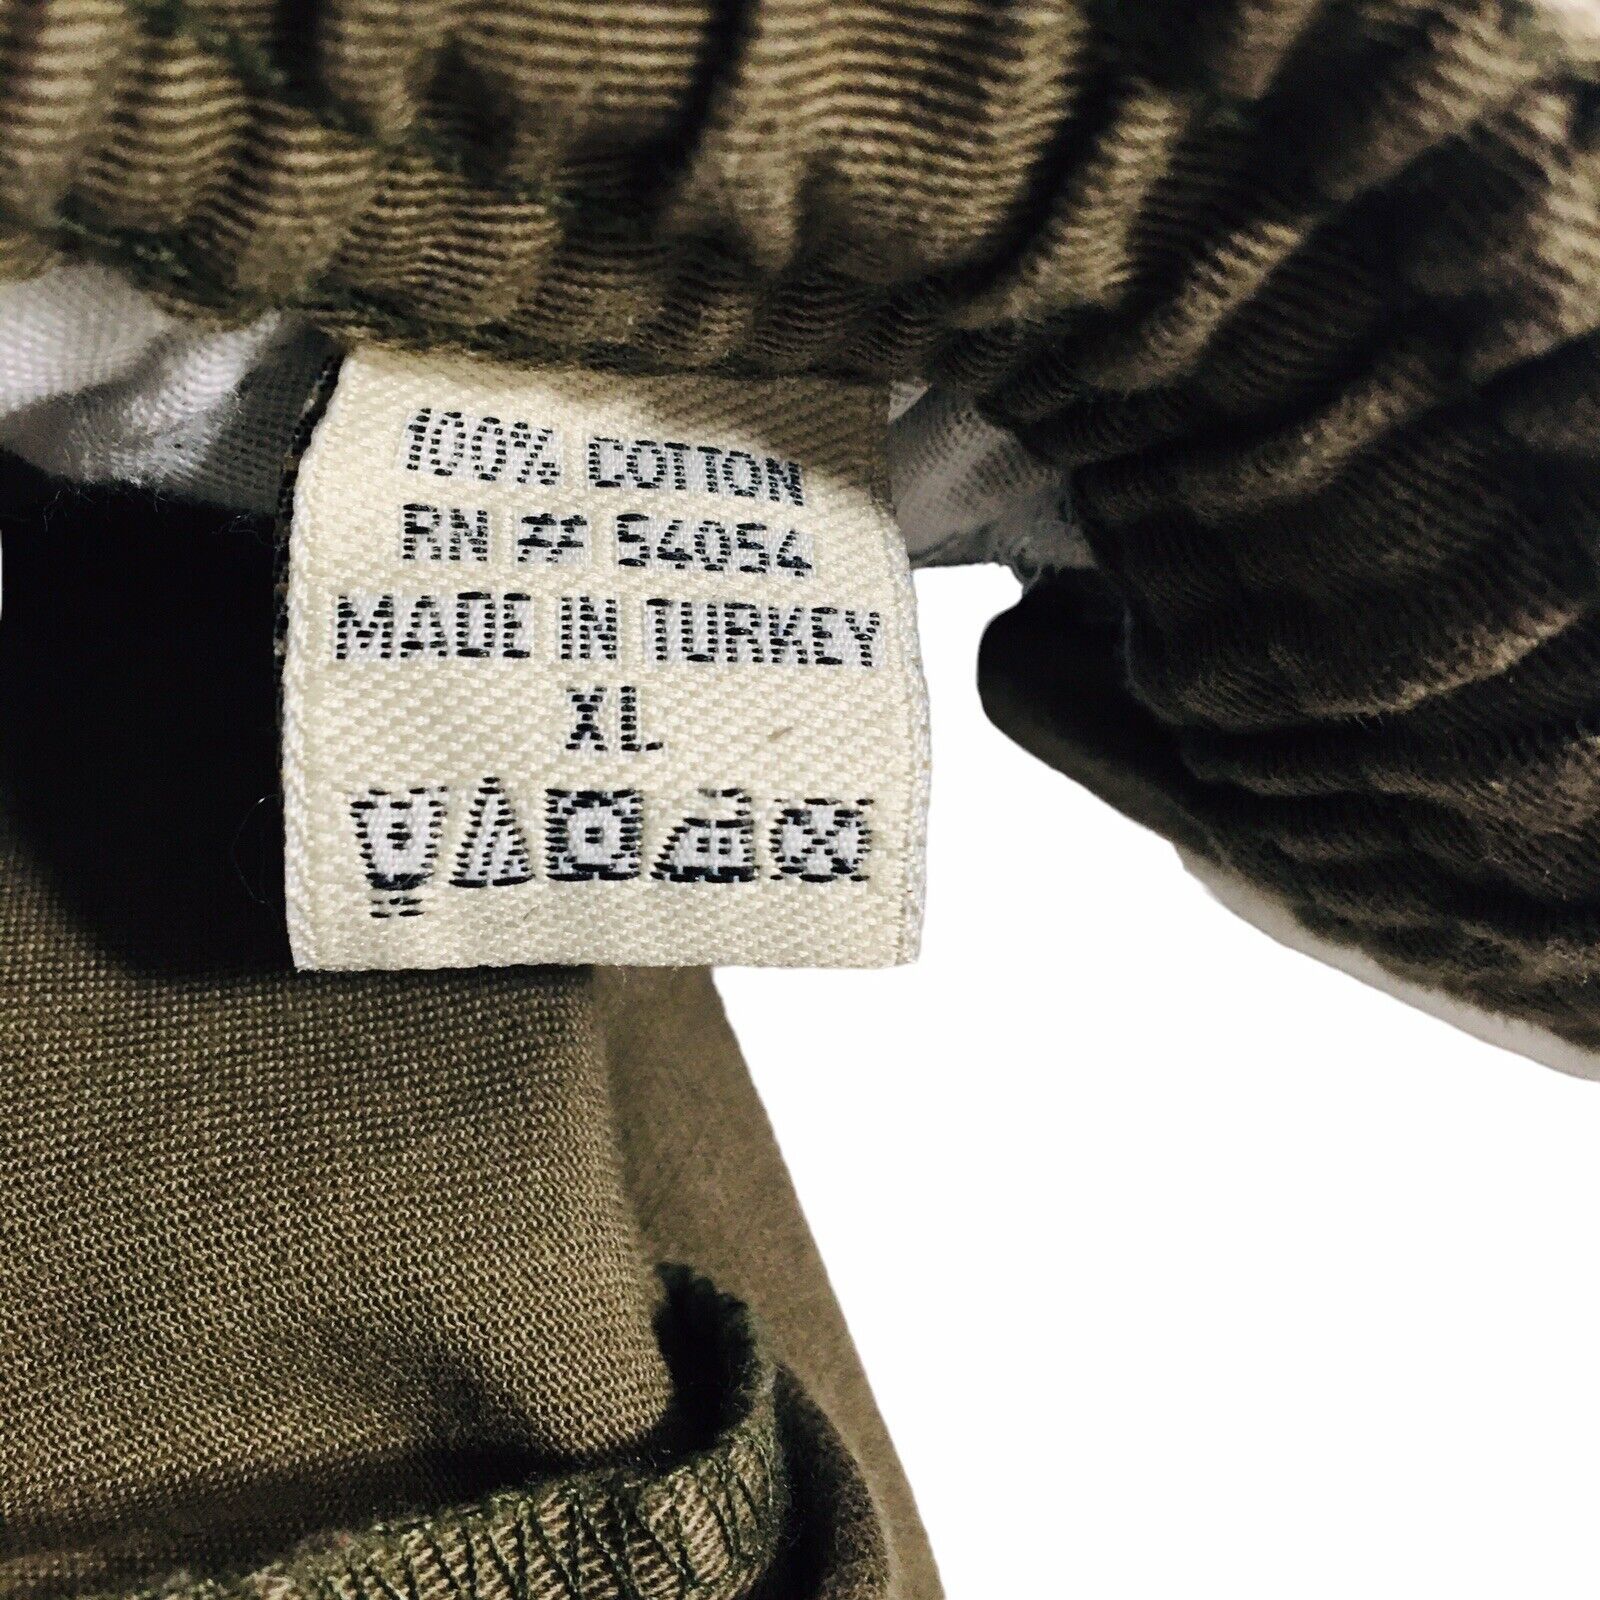 100% COTTON
RN # 54054
MADE IN TURKEY
XL